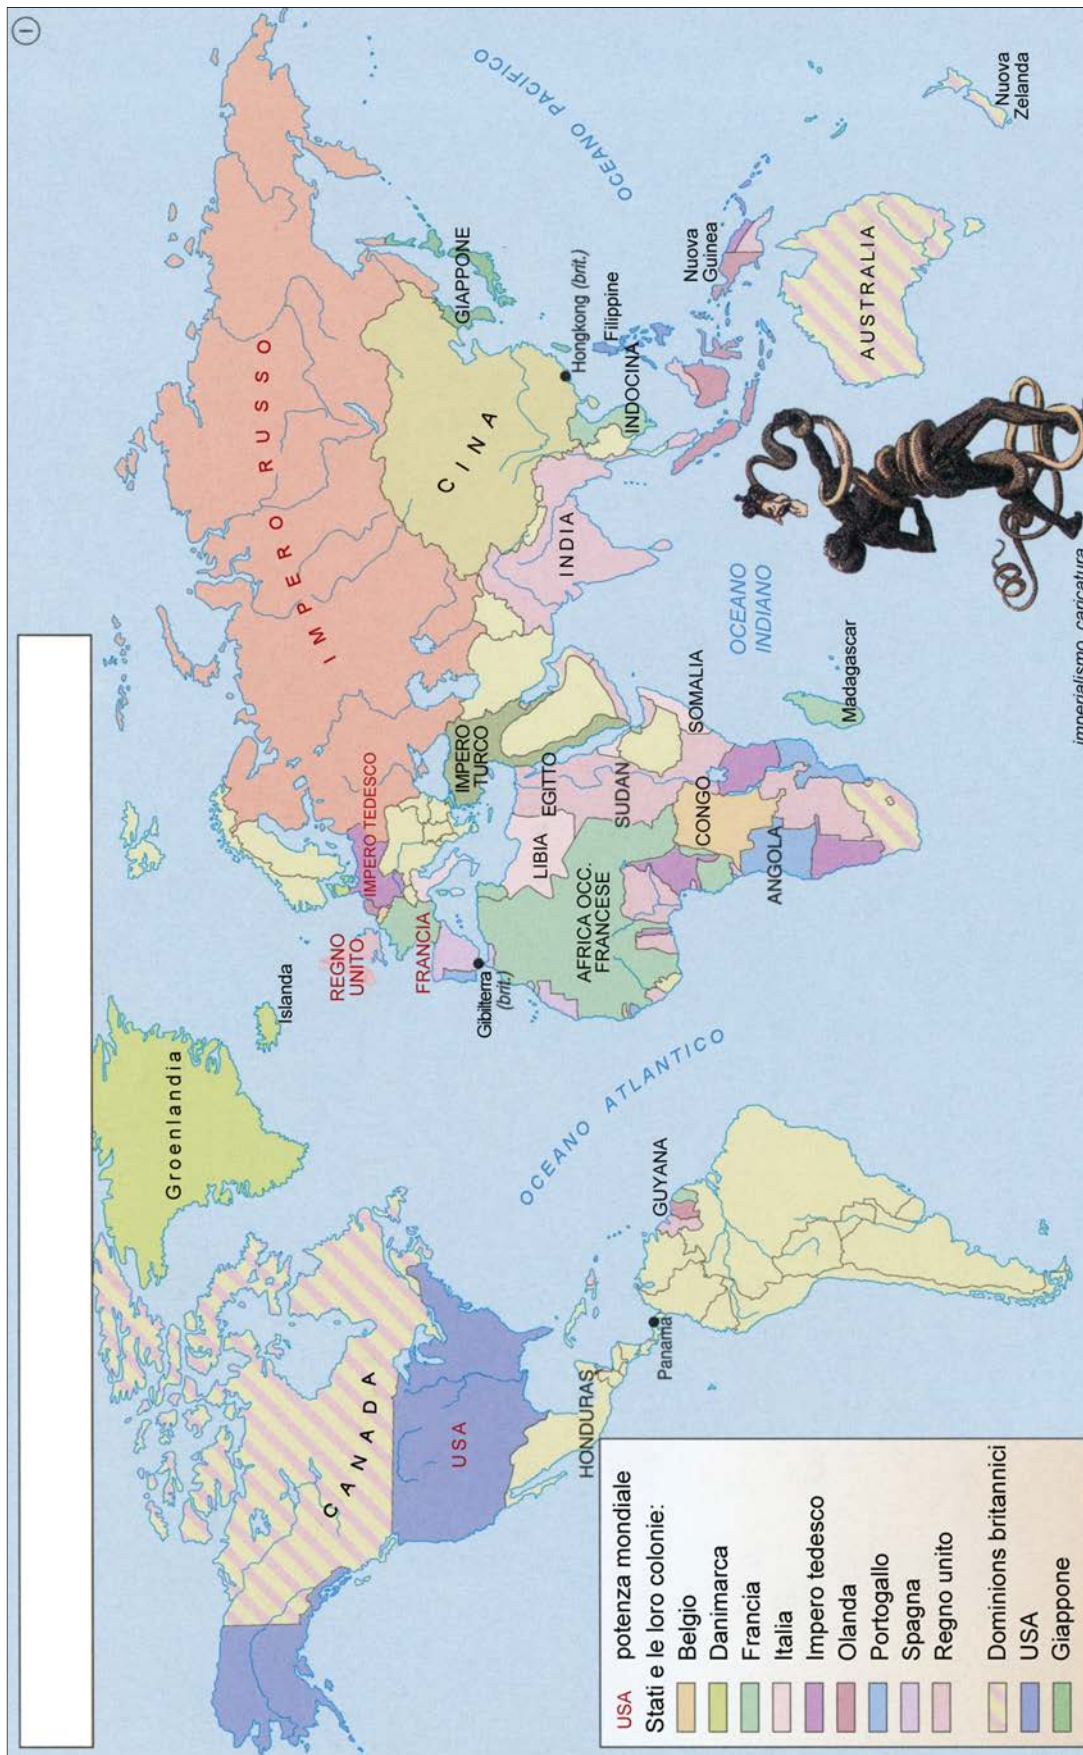 I
Groenlandia
Islanda
CANADA
USA
HONDURAS
Panama
GUYANA
OCEANO ATLANTICO
REGNO
UNITO
FRANCIA
IMPERO TEDESCO
Gibilterra
(brit.)
IMPERO RUSSO
IMPERO
TURCO
CINA
GIAPPONE
Hongkong (brit.)
Filippine
INDOCINA
INDIA
LIBIA
EGITTO
SUDAN
AFRICA OCC.
FRANCESE
CONGO
ANGOLA
SOMALIA
Madagascar
OCEANO
INDIANO
OCEANO PACIFICO
Nuova
Guinea
AUSTRALIA
Nuova
Zelanda
imperialismo, caricatura
USA potenza mondiale
Stati e le loro colonie:
Belgio
Danimarca
Francia
Italia
Impero tedesco
Olanda
Portogallo
Spagna
Regno unito
Dominions britannici
USA
Giappone